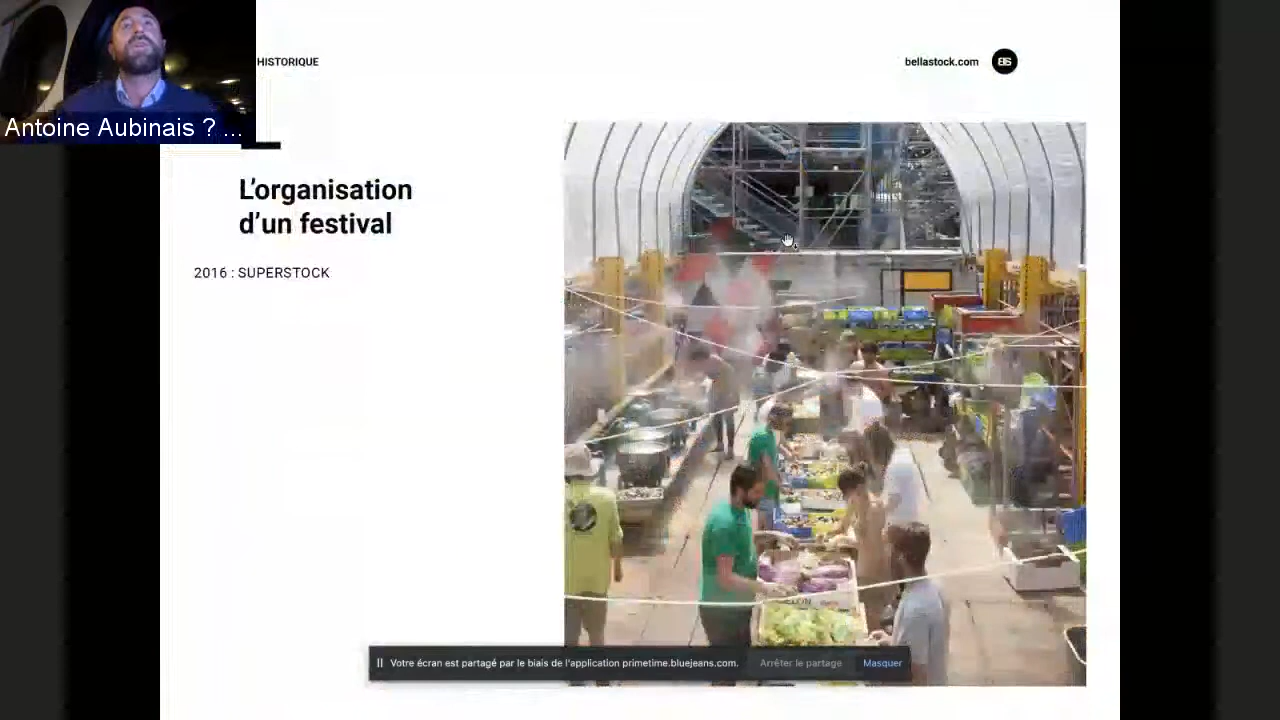 Antoine Aubinais ? ...
HISTORIQUE
bellastock.com
L'organisation
d'un festival
2016 : SUPERSTOCK
Votre écran est partagé par le biais de l'application primetime.bluejeans.com.
Arrêter le partage
Masquer